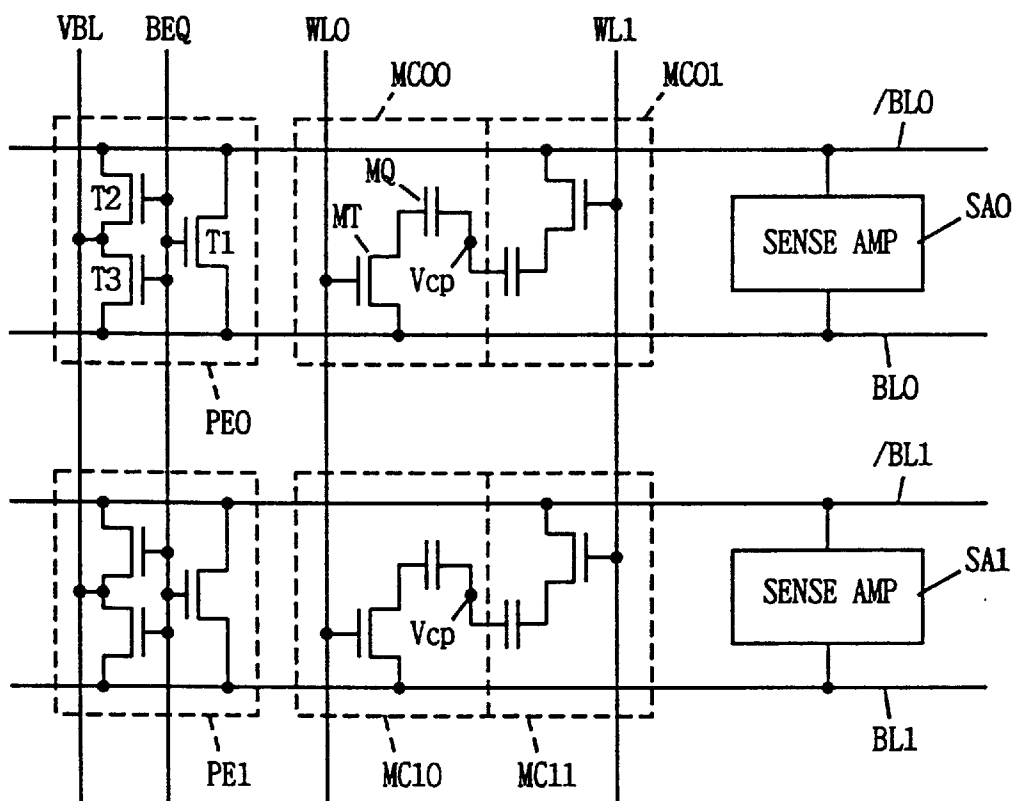 VBL BEQ WL0 WL1
MC00 MC01
/BL0
T2 MQ SA0
MT T1 SENSE AMP
T3 Vcp
BL0
PE0
/BL1
SA1
SENSE AMP
Vcp
BL1
PE1 MC10 MC11